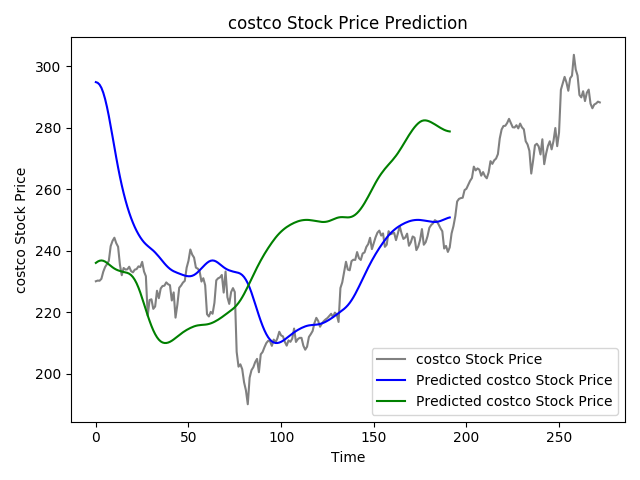 costco Stock Price Prediction
costco Stock Price
300
280
260
240
220
200
0
50
100
150
200
250
Time
costco Stock Price
Predicted costco Stock Price
Predicted costco Stock Price